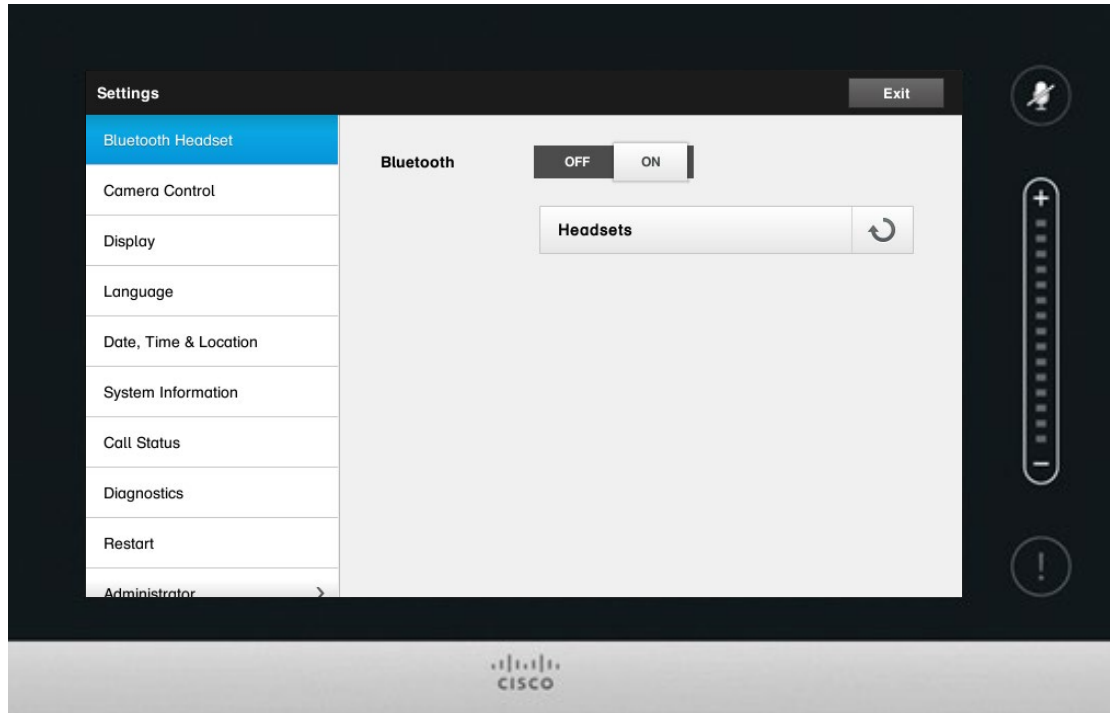 Settings
Exit
Bluetooth Headset
Camera Control
Display
Language
Date, Time & Location
System Information
Call Status
Diagnostics
Restart
Administrator
Bluetooth
OFF ON
Headsets
+
−
!
CISCO